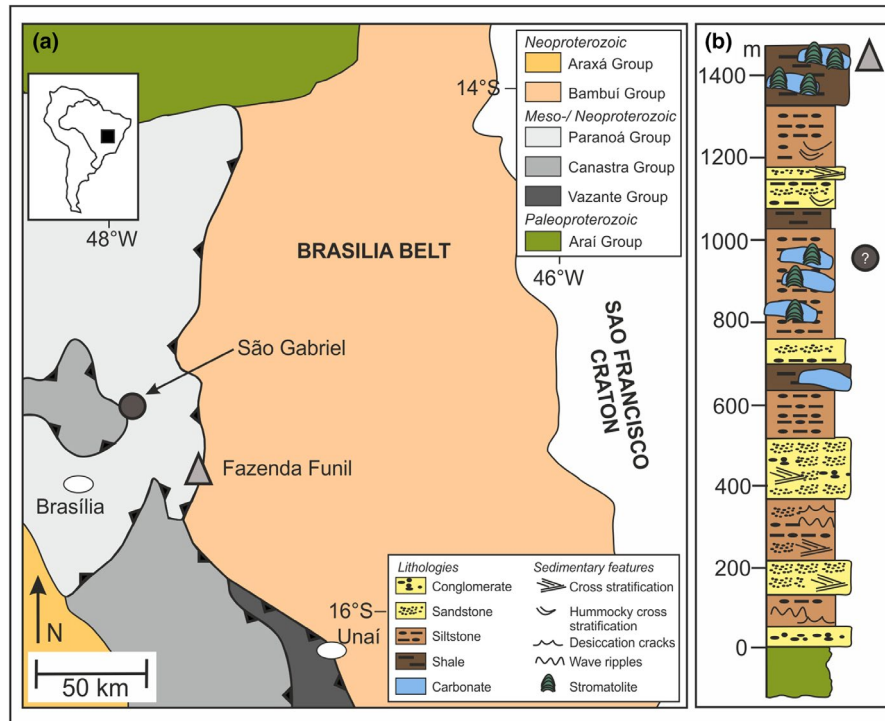 (a)
Neoproterozoic
Araxá Group
Bambuí Group
Meso-/ Neoproterozoic
Paranoá Group
Canastra Group
Vazante Group
Paleoproterozoic
Araí Group
14°S
48°W
46°W
BRASILIA BELT
SAO FRANCISCO
CRATON
São Gabriel
Fazenda Funil
Brasília
16°S
Unaí
N
50 km
Lithologies
Conglomerate
Sandstone
Siltstone
Shale
Carbonate
Sedimentary features
Cross stratification
Hummocky cross
stratification
Desiccation cracks
Wave ripples
Stromatolite
(b)
m
1400
1200
1000
?
800
600
400
200
0